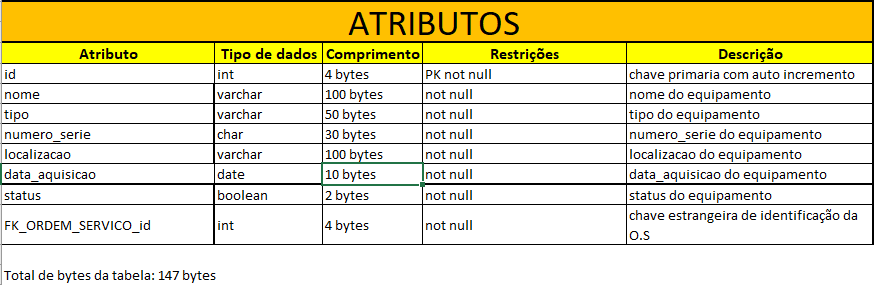 ATRIBUTOS
Atributo Tipo de dados Comprimento Restrições Descrição
id int 4 bytes PK not null chave primaria com auto incremento
nome varchar 100 bytes not null nome do equipamento
tipo varchar 50 bytes not null tipo do equipamento
numero_serie char 30 bytes not null numero_serie do equipamento
localizacao varchar 100 bytes not null localizacao do equipamento
data_aquisicao date 10 bytes not null data_aquisicao do equipamento
status boolean 2 bytes not null status do equipamento
FK_ORDEM_SERVICO_id int 4 bytes not null chave estrangeira de identificação da
O.S
Total de bytes da tabela: 147 bytes